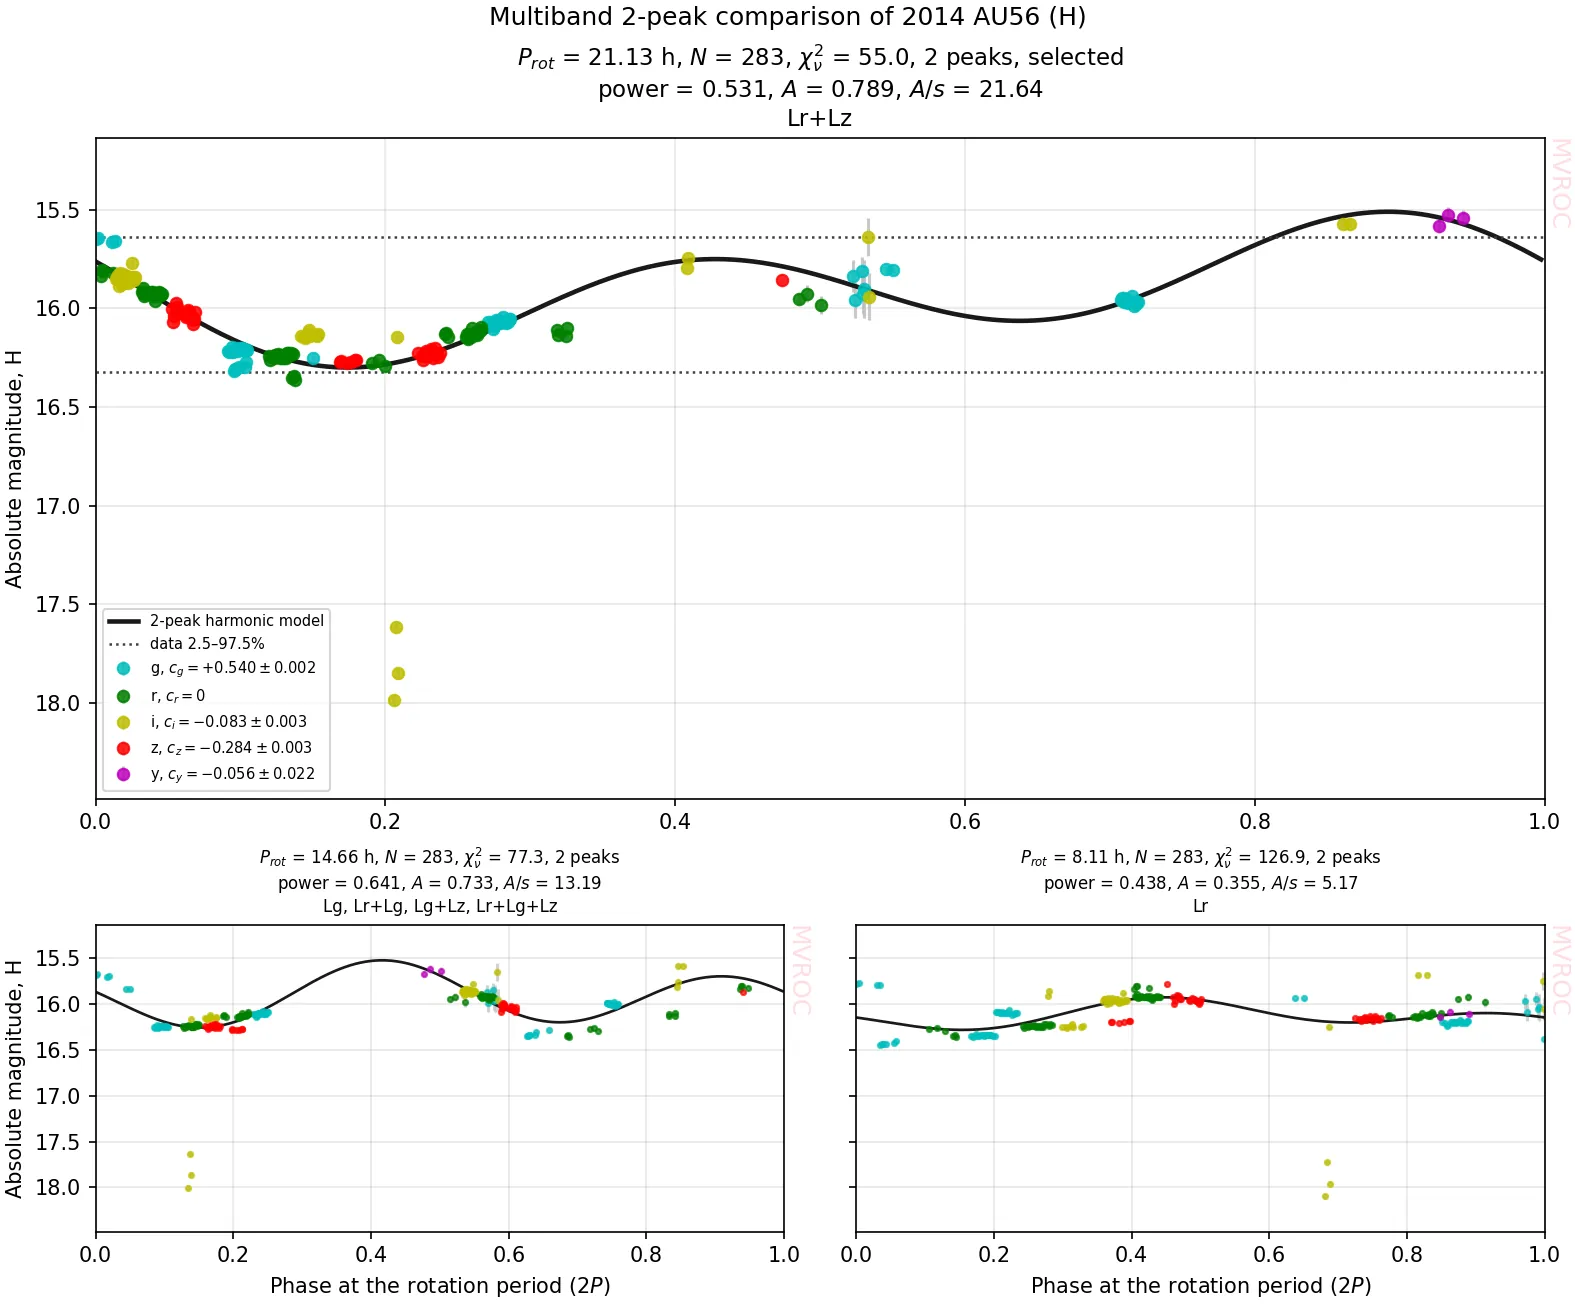 Multiband 2-peak comparison of 2014 AU56 (H)
P_rot = 21.13 h, N = 283, χ²_ν = 55.0, 2 peaks, selected
power = 0.531, A = 0.789, A/s = 21.64
Lr+Lz
MVROC
Absolute magnitude, H
15.5
16.0
16.5
17.0
17.5
18.0
2-peak harmonic model
data 2.5–97.5%
g, c_g = +0.540 ± 0.002
r, c_r = 0
i, c_i = −0.083 ± 0.003
z, c_z = −0.284 ± 0.003
y, c_y = −0.056 ± 0.022
0.0 0.2 0.4 0.6 0.8 1.0
P_rot = 14.66 h, N = 283, χ²_ν = 77.3, 2 peaks
power = 0.641, A = 0.733, A/s = 13.19
Lg, Lr+Lg, Lg+Lz, Lr+Lg+Lz
MVROC
Absolute magnitude, H
15.5
16.0
16.5
17.0
17.5
18.0
0.0 0.2 0.4 0.6 0.8 1.0
Phase at the rotation period (2P)
P_rot = 8.11 h, N = 283, χ²_ν = 126.9, 2 peaks
power = 0.438, A = 0.355, A/s = 5.17
Lr
MVROC
0.0 0.2 0.4 0.6 0.8 1.0
Phase at the rotation period (2P)